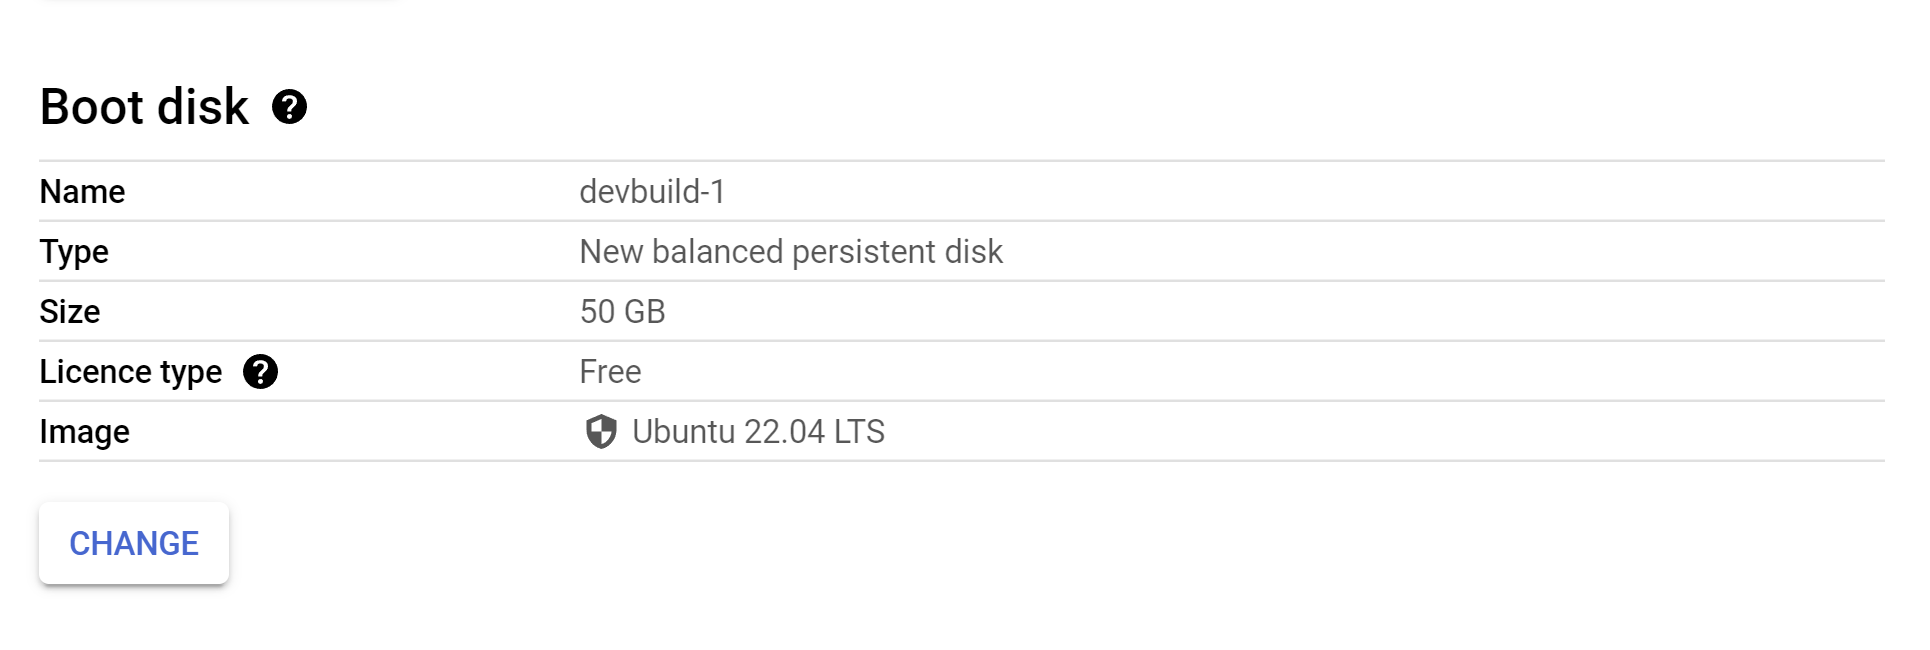 Boot disk
Name devbuild-1
Type New balanced persistent disk
Size 50 GB
Licence type Free
Image Ubuntu 22.04 LTS
CHANGE